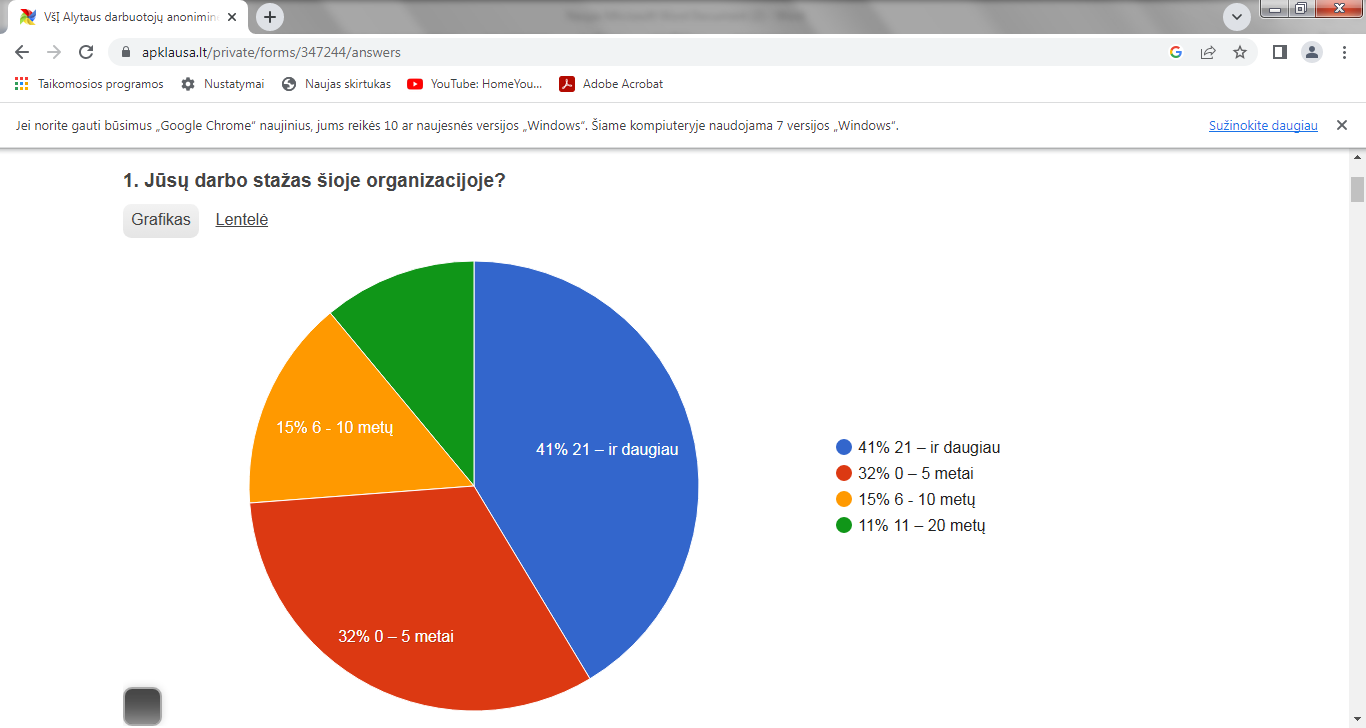 VšĮ Alytaus darbuotojų anonimin
apklausa.lt/private/forms/347244/answers
Taikomosios programos
Nustatymai
Naujas skirtukas
YouTube: HomeYou...
Adobe Acrobat
Jei norite gauti būsimus „Google Chrome“ naujinius, jums reikės 10 ar naujesnės versijos „Windows“. Šiame kompiuteryje naudojama 7 versijos „Windows“.
Sužinokite daugiau
1. Jūsų darbo stažas šioje organizacijoje?
Grafikas
Lentelė
15% 6 - 10 metų
41% 21 – ir daugiau
32% 0 – 5 metai
41% 21 – ir daugiau
32% 0 – 5 metai
15% 6 - 10 metų
11% 11 – 20 metų